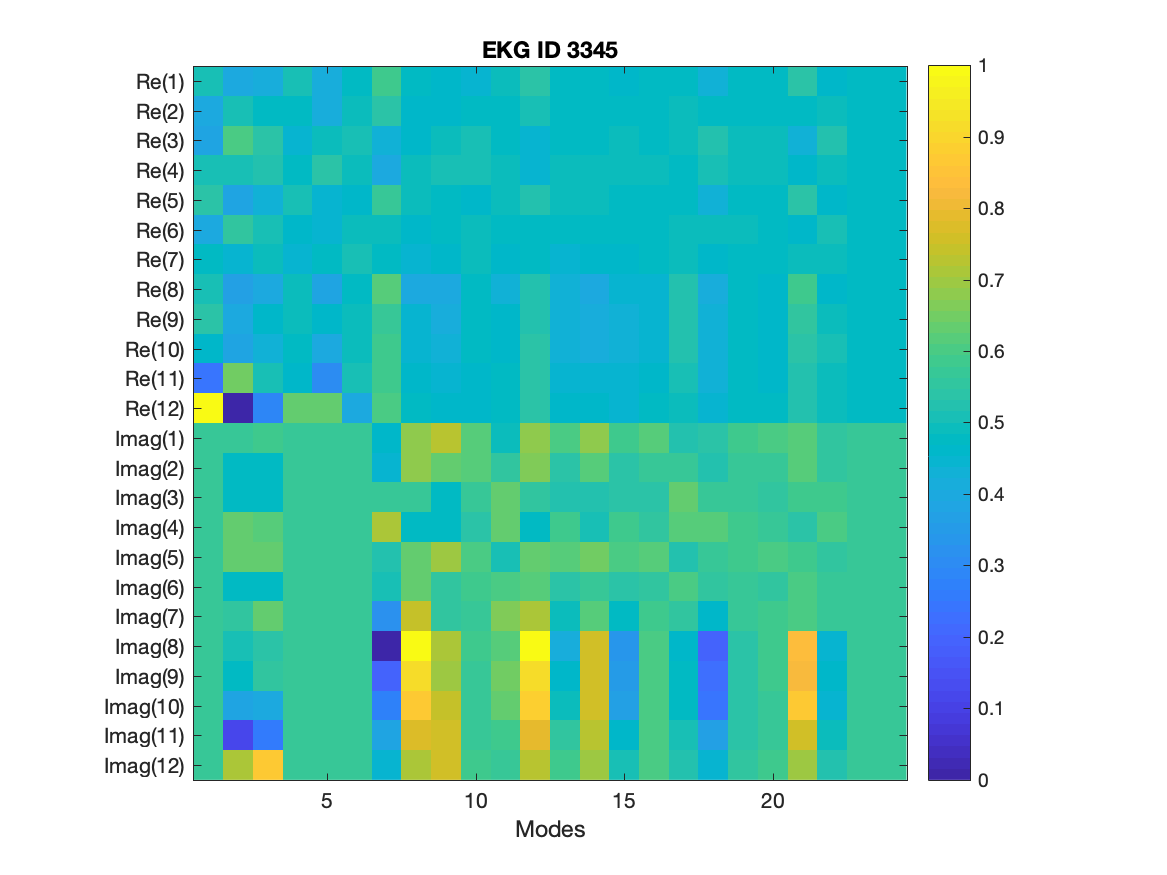 EKG ID 3345
Re(1)
Re(2)
Re(3)
Re(4)
Re(5)
Re(6)
Re(7)
Re(8)
Re(9)
Re(10)
Re(11)
Re(12)
Imag(1)
Imag(2)
Imag(3)
Imag(4)
Imag(5)
Imag(6)
Imag(7)
Imag(8)
Imag(9)
Imag(10)
Imag(11)
Imag(12)
5 10 15 20
Modes
1
0.9
0.8
0.7
0.6
0.5
0.4
0.3
0.2
0.1
0